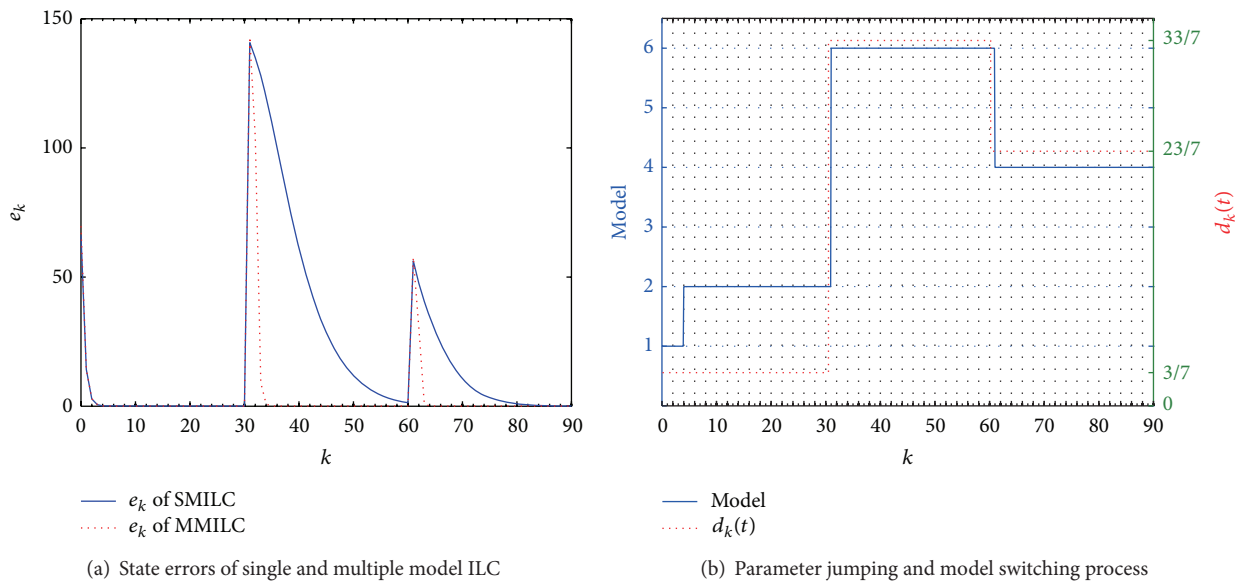 150
100
50
0
e_k
0 10 20 30 40 50 60 70 80 90
k
e_k of SMILC
e_k of MMILC
(a) State errors of single and multiple model ILC
6
5
4
3
2
1
Model
33/7
23/7
3/7
0
d_k(t)
0 10 20 30 40 50 60 70 80 90
k
Model
d_k(t)
(b) Parameter jumping and model switching process